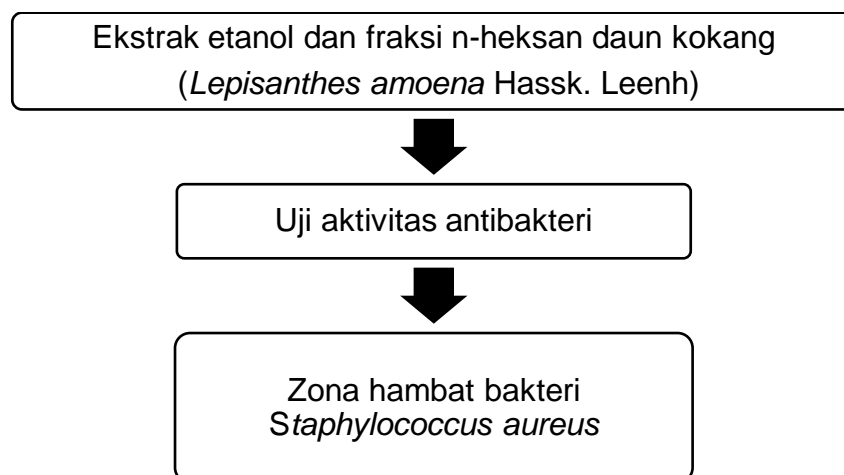 Ekstrak etanol dan fraksi n-heksan daun kokang
(Lepisanthes amoena Hassk. Leenh)
Uji aktivitas antibakteri
Zona hambat bakteri
Staphylococcus aureus